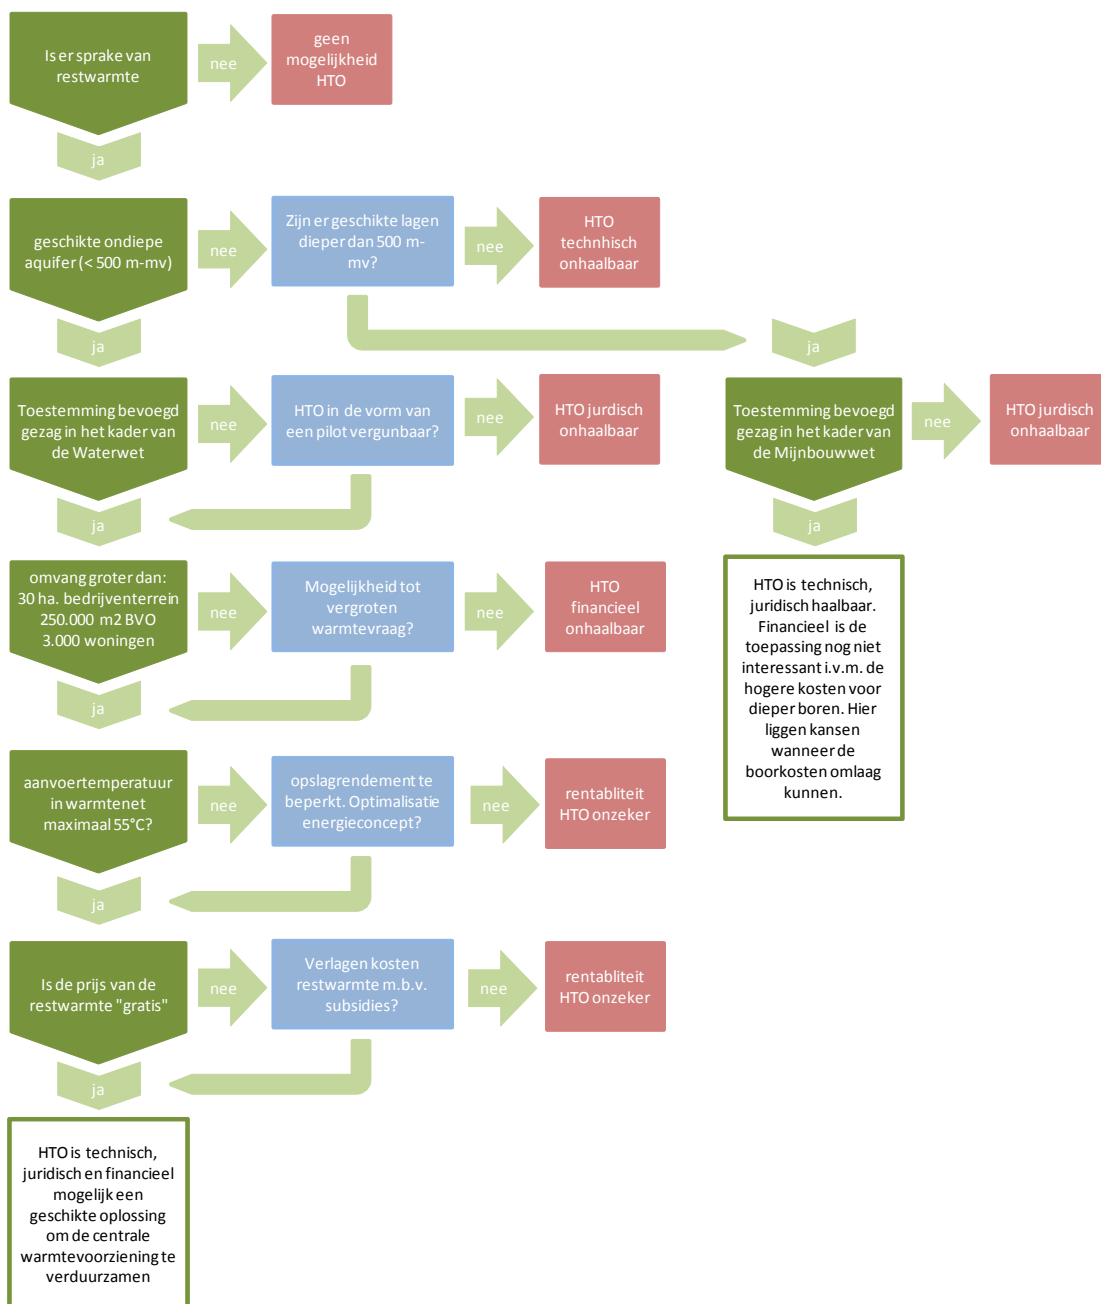 Is er sprake van
restwarmte
nee
geen
mogelijkheid
HTO
ja
geschikte ondiepe
aquifer (< 500 m-mv)
nee
Zijn er geschikte lagen
dieper dan 500 m-
mv?
nee
HTO
technhisch
onhaalbaar
ja
ja
Toestemming bevoegd
gezag in het kader van
de Waterwet
nee
HTO in de vorm van
een pilot vergunbaar?
nee
HTO jurdisch
onhaalbaar
Toestemming bevoegd
gezag in het kader van
de Mijnbouwwet
nee
HTO jurdisch
onhaalbaar
ja
ja
omvang groter dan:
30 ha. bedrijventerrein
250.000 m2 BVO
3.000 woningen
nee
Mogelijkheid tot
vergroten
warmtevraag?
nee
HTO
financieel
onhaalbaar
HTO is technisch,
juridisch haalbaar.
Financieel is de
toepassing nog niet
interessant i.v.m. de
hogere kosten voor
dieper boren. Hier
liggen kansen
wanneer de
boorkosten omlaag
kunnen.
ja
aanvoertemperatuur
in warmtenet
maximaal 55°C?
nee
opslagrendement te
beperkt. Optimalisatie
energieconcept?
nee
rentabliteit
HTO onzeker
ja
Is de prijs van de
restwarmte "gratis"
nee
Verlagen kosten
restwarmte m.b.v.
subsidies?
nee
rentabliteit
HTO onzeker
ja
HTO is technisch,
juridisch en financieel
mogelijk een
geschikte oplossing
om de centrale
warmtevoorziening te
verduurzamen